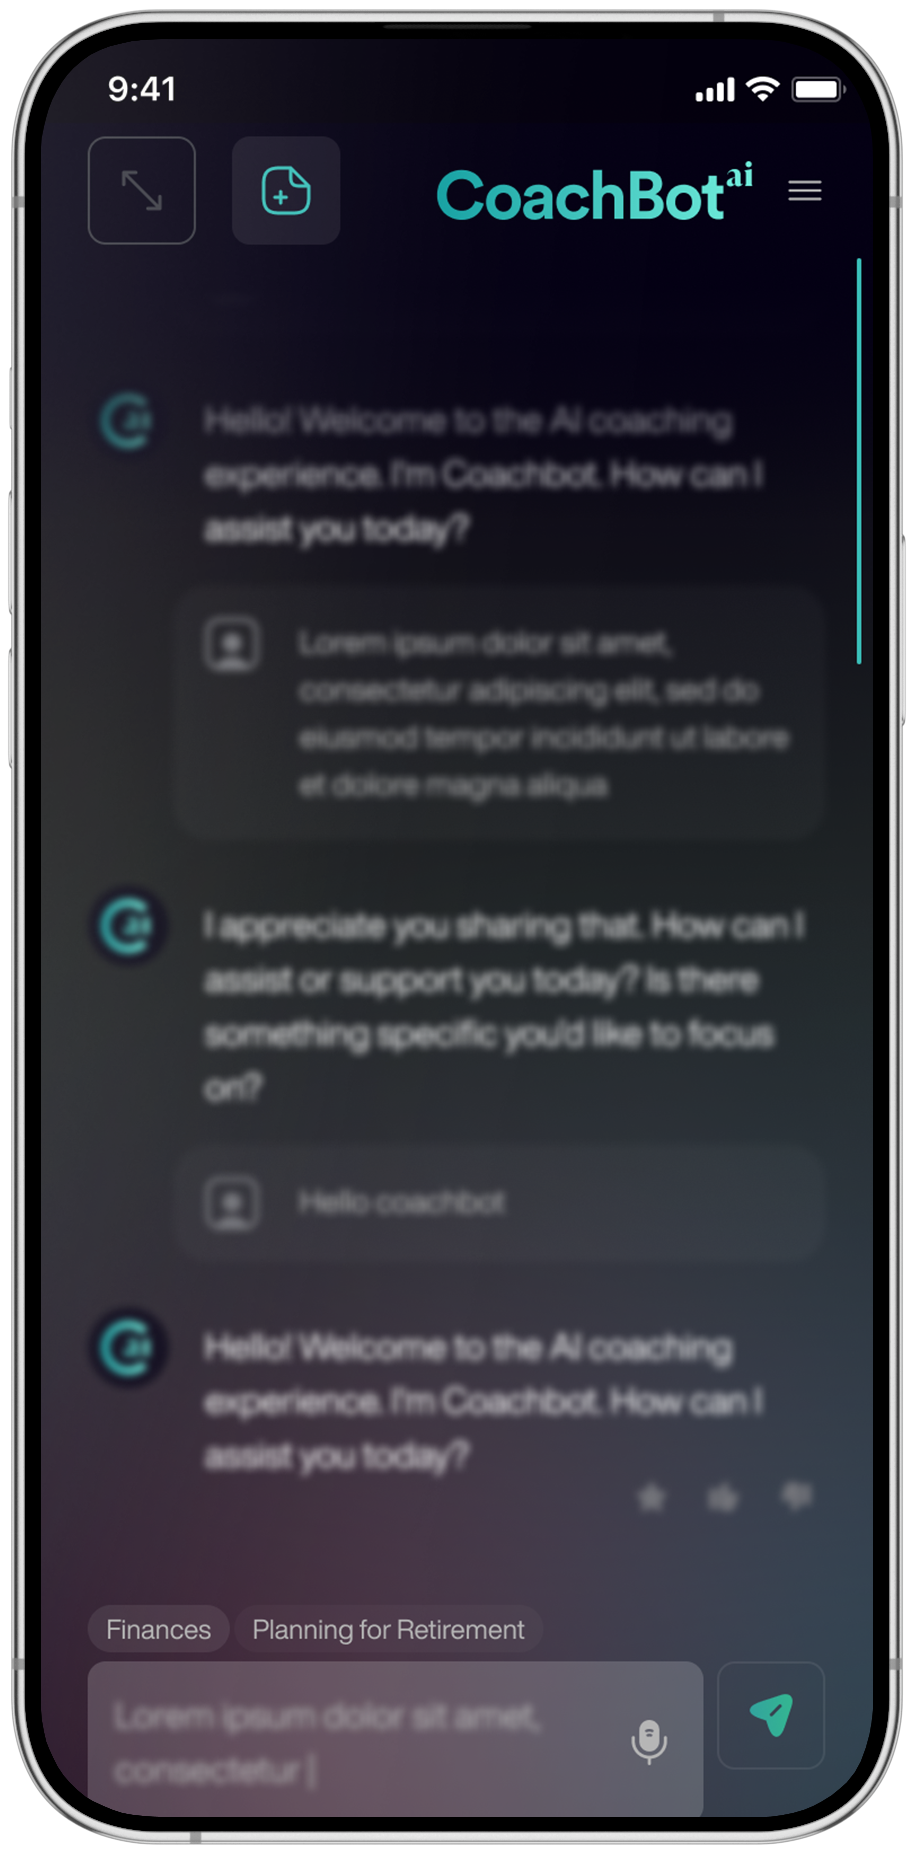 9:41
CoachBot ai
Hello! Welcome to the AI coaching
experience. I'm Coachbot. How can I
assist you today?
Lorem ipsum dolor sit amet,
consectetur adipiscing elit, sed do
eiusmod tempor incididunt ut labore
et dolore magna aliqua
I appreciate you sharing that. How can I
assist or support you today? Is there
something specific you'd like to focus
on?
Hello coachbot
Hello! Welcome to the AI coaching
experience. I'm Coachbot. How can I
assist you today?
Finances Planning for Retirement
Lorem ipsum dolor sit amet,
consectetur |